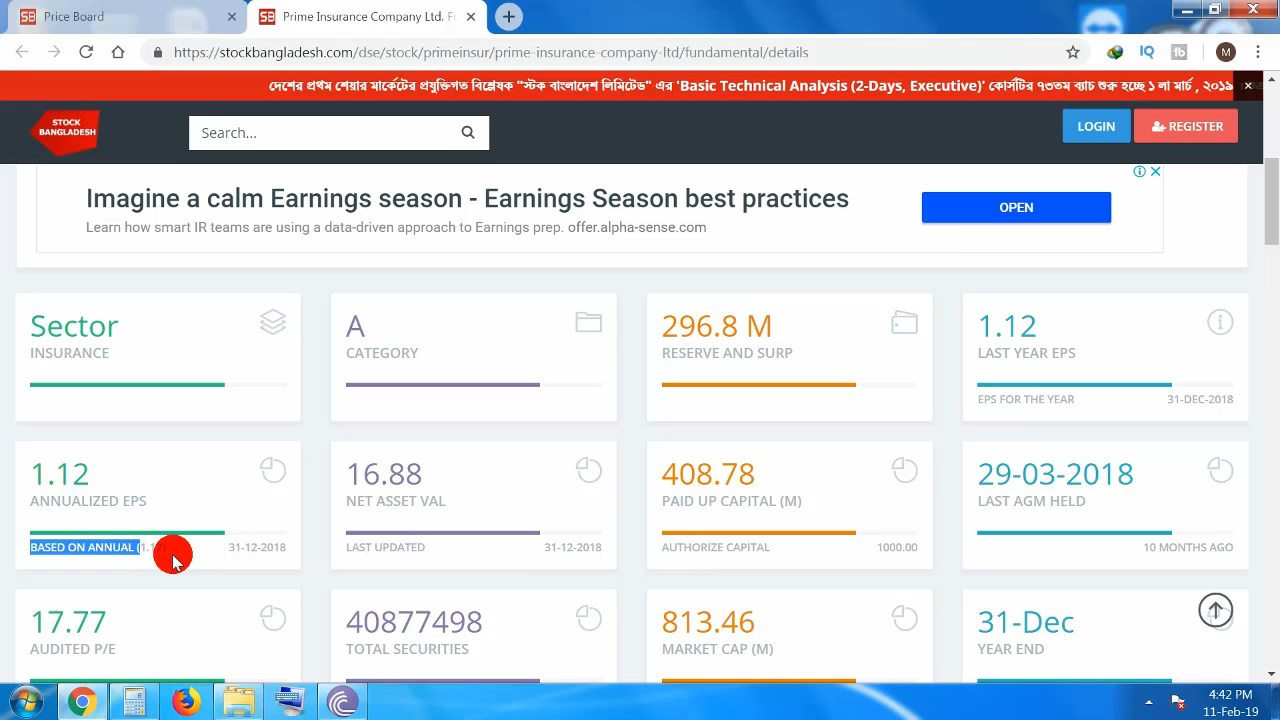 Price Board
Prime Insurance Company Ltd. Fu
https://stockbangladesh.com/dse/stock/primeinsur/prime-insurance-company-ltd/fundamental/details
দেশের প্রথম শেয়ার মার্কেটের প্রযুক্তিগত বিশ্লেষক "স্টক বাংলাদেশ লিমিটেড" এর 'Basic Technical Analysis (2-Days, Executive)' কোর্সটির ৭৩তম ব্যাচ শুরু হচ্ছে ১ লা মার্চ , ২০১৯
STOCK
BANGLADESH
Search...
LOGIN
REGISTER
Imagine a calm Earnings season - Earnings Season best practices
Learn how smart IR teams are using a data-driven approach to Earnings prep. offer.alpha-sense.com
OPEN
Sector
INSURANCE
A
CATEGORY
296.8 M
RESERVE AND SURP
1.12
LAST YEAR EPS
EPS FOR THE YEAR 31-DEC-2018
1.12
ANNUALIZED EPS
BASED ON ANNUAL (1.12) 31-12-2018
16.88
NET ASSET VAL
LAST UPDATED 31-12-2018
408.78
PAID UP CAPITAL (M)
AUTHORIZE CAPITAL 1000.00
29-03-2018
LAST AGM HELD
10 MONTHS AGO
17.77
AUDITED P/E
40877498
TOTAL SECURITIES
813.46
MARKET CAP (M)
31-Dec
YEAR END
4:42 PM
11-Feb-19